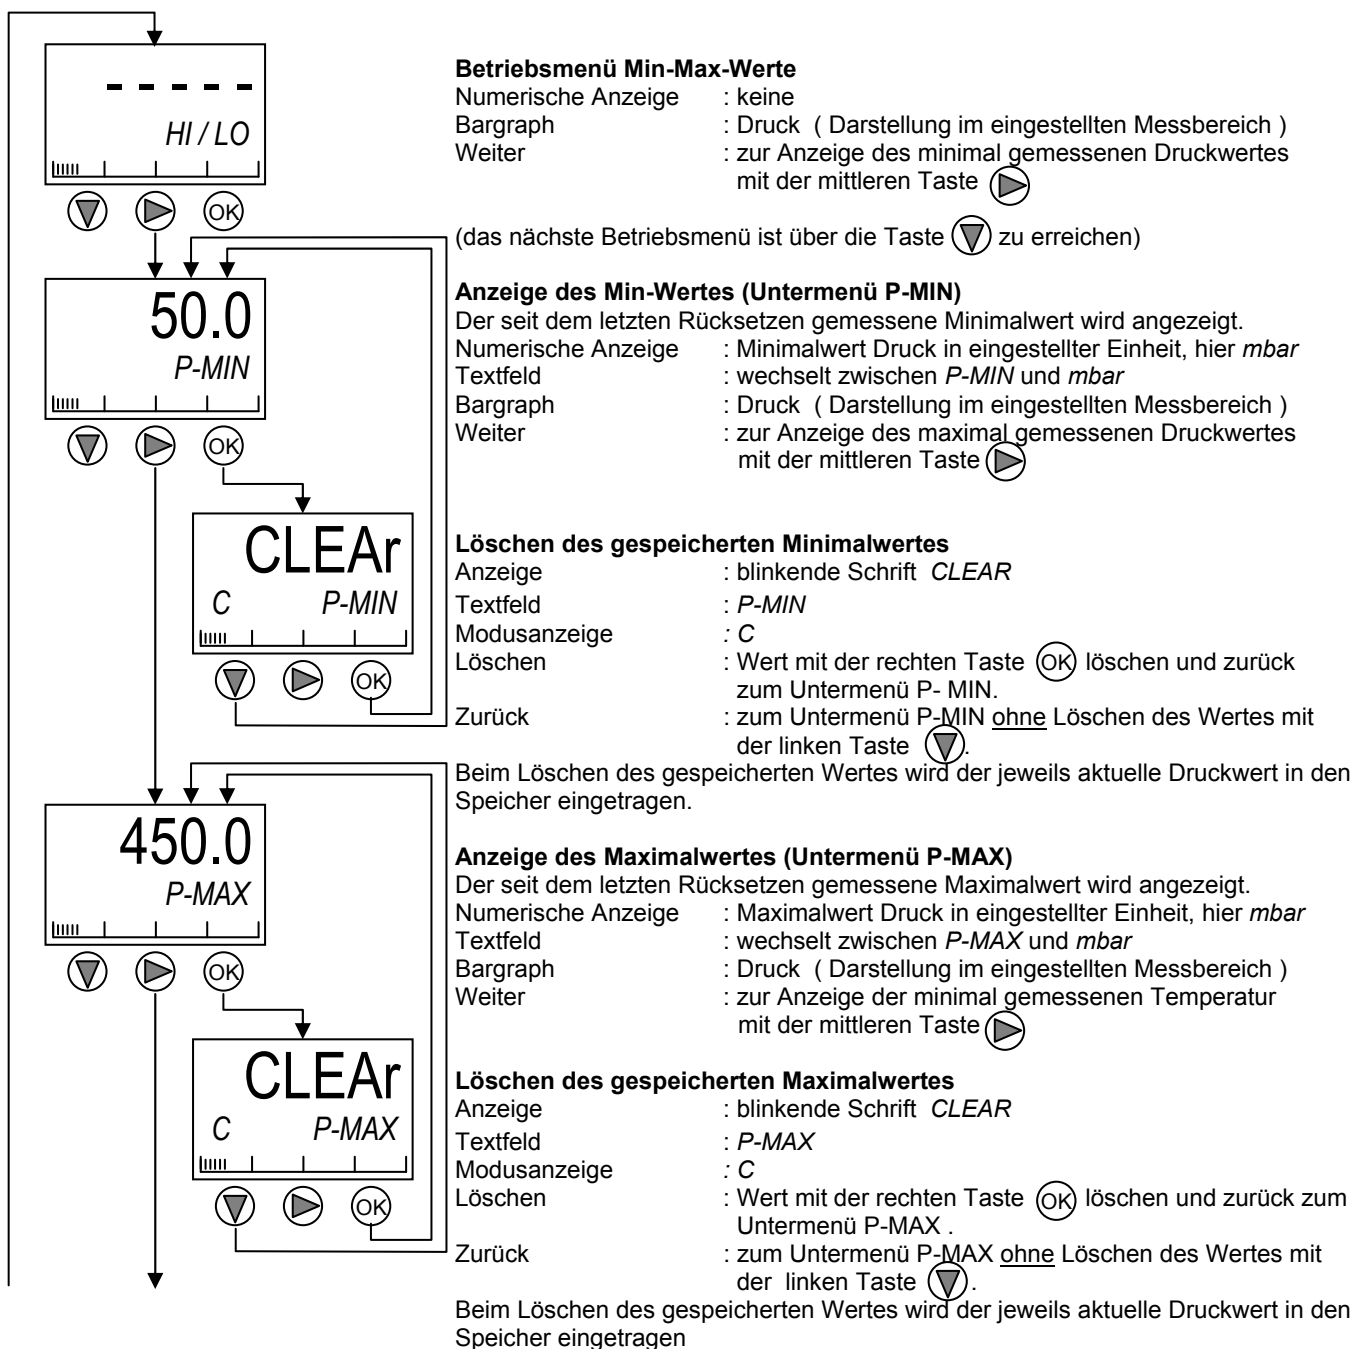 - - - - -
HI / LO
OK
Betriebsmenü Min-Max-Werte
Numerische Anzeige : keine
Bargraph : Druck ( Darstellung im eingestellten Messbereich )
Weiter : zur Anzeige des minimal gemessenen Druckwertes
mit der mittleren Taste
(das nächste Betriebsmenü ist über die Taste zu erreichen)
50.0
P-MIN
OK
Anzeige des Min-Wertes (Untermenü P-MIN)
Der seit dem letzten Rücksetzen gemessene Minimalwert wird angezeigt.
Numerische Anzeige : Minimalwert Druck in eingestellter Einheit, hier mbar
Textfeld : wechselt zwischen P-MIN und mbar
Bargraph : Druck ( Darstellung im eingestellten Messbereich )
Weiter : zur Anzeige des maximal gemessenen Druckwertes
mit der mittleren Taste
CLEAr
C P-MIN
OK
Löschen des gespeicherten Minimalwertes
Anzeige : blinkende Schrift CLEAR
Textfeld : P-MIN
Modusanzeige : C
Löschen : Wert mit der rechten Taste OK löschen und zurück
zum Untermenü P- MIN.
Zurück : zum Untermenü P-MIN ohne Löschen des Wertes mit
der linken Taste .
Beim Löschen des gespeicherten Wertes wird der jeweils aktuelle Druckwert in den
Speicher eingetragen.
450.0
P-MAX
OK
Anzeige des Maximalwertes (Untermenü P-MAX)
Der seit dem letzten Rücksetzen gemessene Maximalwert wird angezeigt.
Numerische Anzeige : Maximalwert Druck in eingestellter Einheit, hier mbar
Textfeld : wechselt zwischen P-MAX und mbar
Bargraph : Druck ( Darstellung im eingestellten Messbereich )
Weiter : zur Anzeige der minimal gemessenen Temperatur
mit der mittleren Taste
CLEAr
C P-MAX
OK
Löschen des gespeicherten Maximalwertes
Anzeige : blinkende Schrift CLEAR
Textfeld : P-MAX
Modusanzeige : C
Löschen : Wert mit der rechten Taste OK löschen und zurück zum
Untermenü P-MAX .
Zurück : zum Untermenü P-MAX ohne Löschen des Wertes mit
der linken Taste .
Beim Löschen des gespeicherten Wertes wird der jeweils aktuelle Druckwert in den
Speicher eingetragen